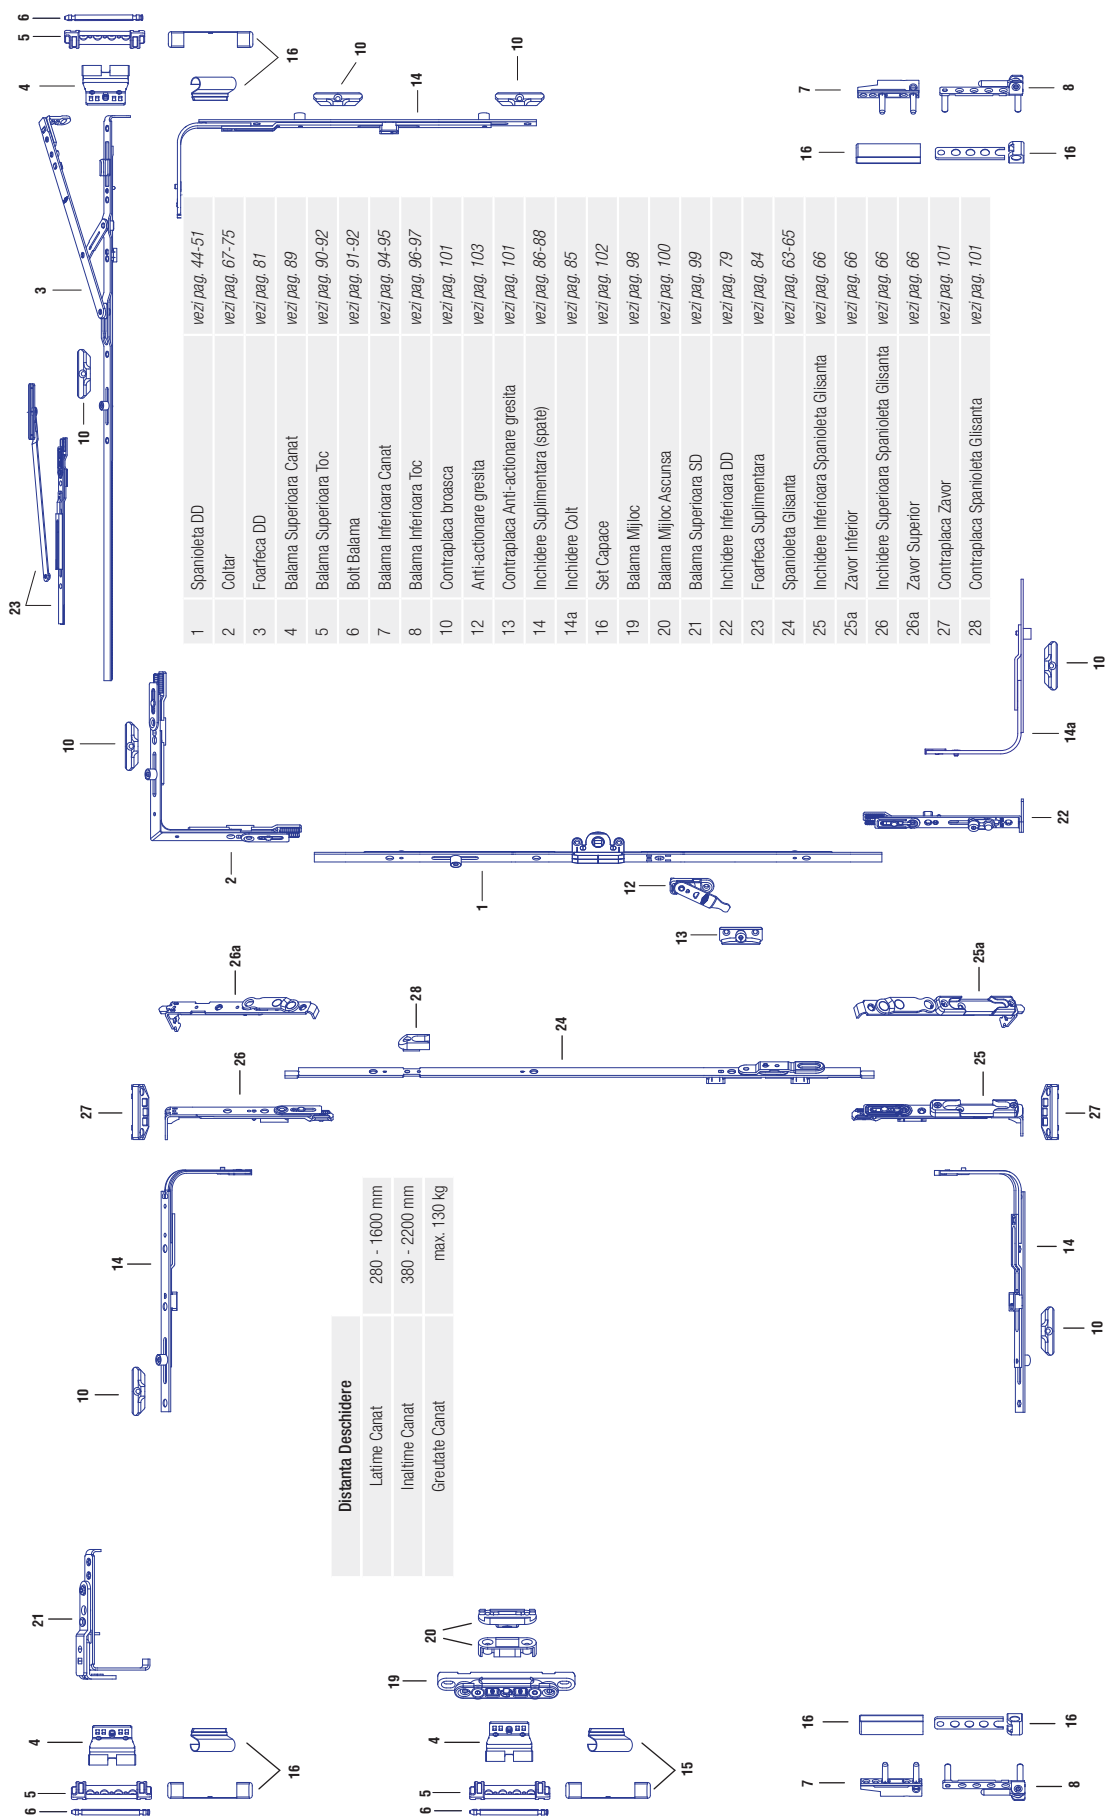 6
5
4
21
23
3
4
5
6
16
10
14
27
26
26a
2
10
10
16
10
14
10
Distanta Deschidere
Latime Canat 280 - 1600 mm
Inaltime Canat 380 - 2200 mm
Greutate Canat max. 130 kg
1 Spanioleta DD vezi pag. 44-51
2 Coltar vezi pag. 67-75
3 Foarfeca DD vezi pag. 81
4 Balama Superioara Canat vezi pag. 89
5 Balama Superioara Toc vezi pag. 90-92
6 Bolt Balama vezi pag. 91-92
7 Balama Inferioara Canat vezi pag. 94-95
8 Balama Inferioara Toc vezi pag. 96-97
10 Contraplaca broasca vezi pag. 101
12 Anti-actionare gresita vezi pag. 103
13 Contraplaca Anti-actionare gresita vezi pag. 101
14 Inchidere Suplimentara (spate) vezi pag. 86-88
14a Inchidere Colt vezi pag. 85
16 Set Capace vezi pag. 102
19 Balama Mijloc vezi pag. 98
20 Balama Mijloc Ascunsa vezi pag. 100
21 Balama Superioara SD vezi pag. 99
22 Inchidere Inferioara DD vezi pag. 79
23 Foarfeca Suplimentara vezi pag. 84
24 Spanioleta Glisanta vezi pag. 63-65
25 Inchidere Inferioara Spanioleta Glisanta vezi pag. 66
25a Zavor Inferior vezi pag. 66
26 Inchidere Superioara Spanioleta Glisanta vezi pag. 66
26a Zavor Superior vezi pag. 66
27 Contraplaca Zavor vezi pag. 101
28 Contraplaca Spanioleta Glisanta vezi pag. 101
6
5
4
19
20
15
28
24
1
12
13
7
16
16
8
14
10
27
25
25a
22
14a
10
7
16
16
8